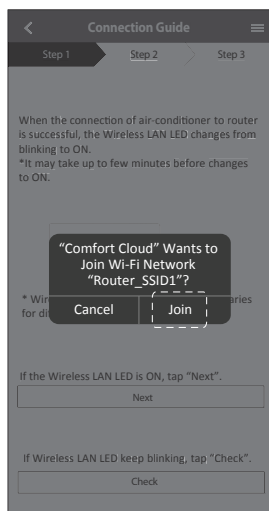 Connection Guide
Step 1
Step 2
Step 3
When the connection of air-conditioner to router
is successful, the Wireless LAN LED changes from
blinking to ON.
*It may take up to few minutes before changes
to ON.
"Comfort Cloud" Wants to
Join Wi-Fi Network
"Router_SSID1"?
Cancel
Join
If the Wireless LAN LED is ON, tap "Next".
Next
If Wireless LAN LED keep blinking, tap "Check".
Check